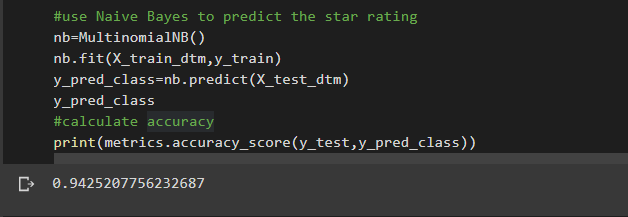 #use Naive Bayes to predict the star rating
nb=MultinomialNB()
nb.fit(X_train_dtm,y_train)
y_pred_class=nb.predict(X_test_dtm)
y_pred_class
#calculate accuracy
print(metrics.accuracy_score(y_test,y_pred_class))
0.9425207756232687